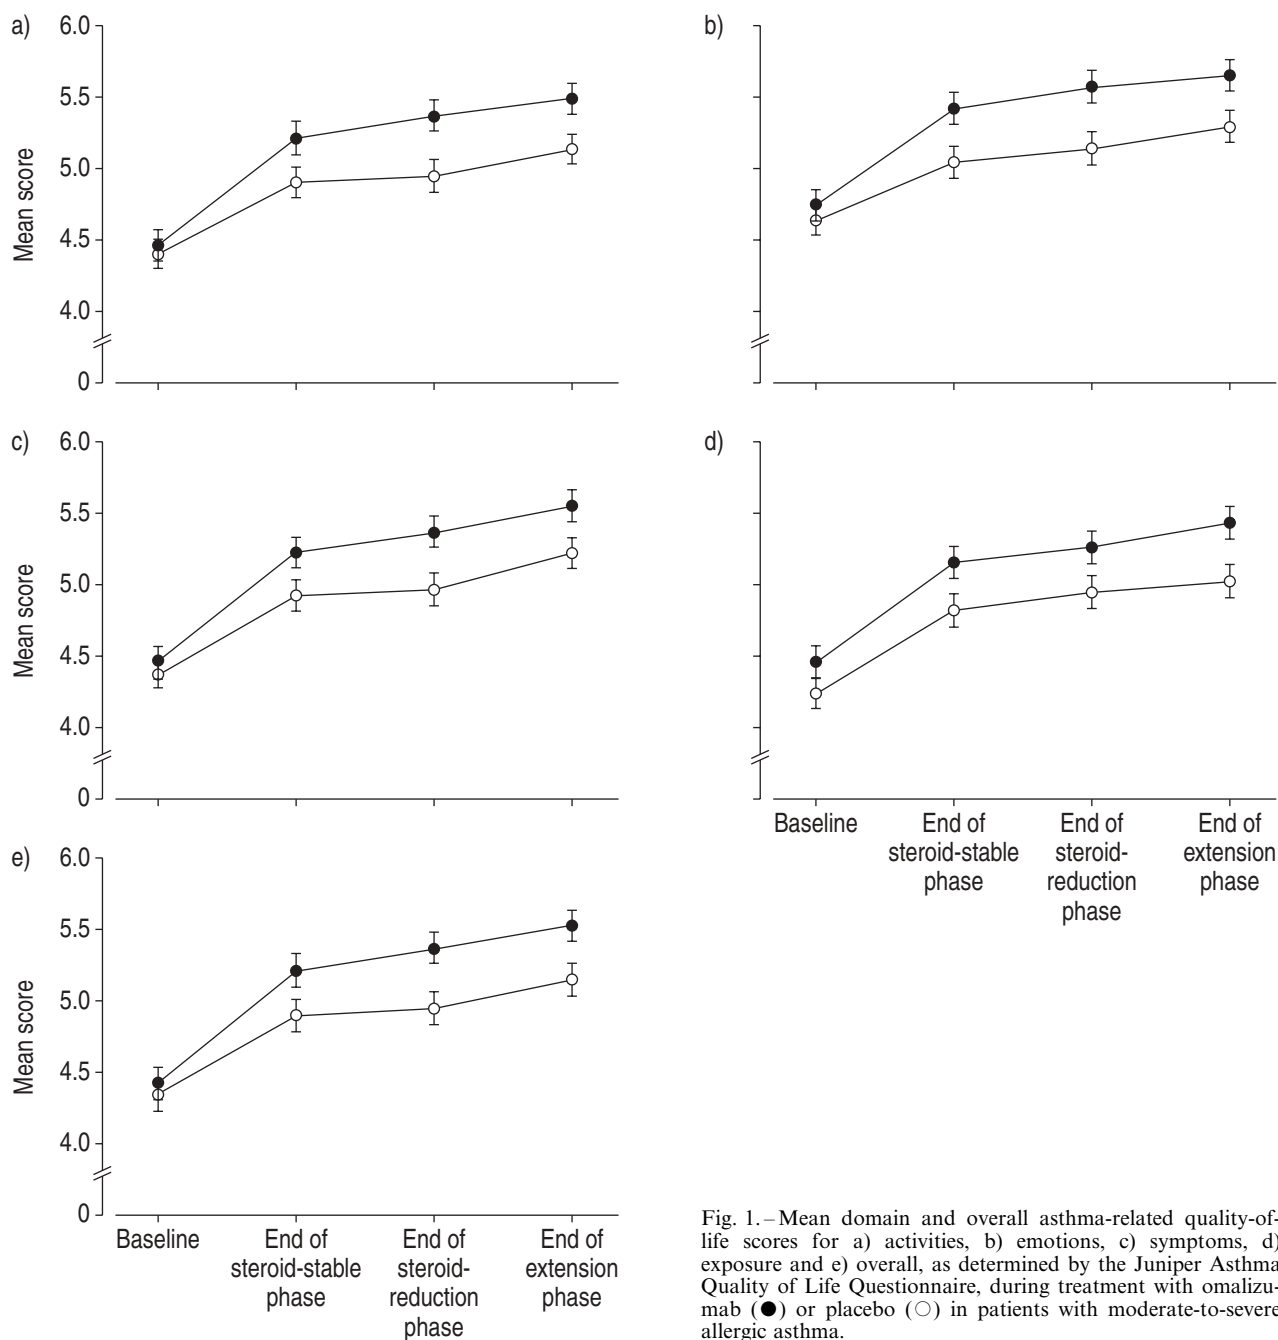 a)
6.0
5.5
5.0
4.5
4.0
0
Mean score
b)
c)
6.0
5.5
5.0
4.5
4.0
0
Mean score
d)
Baseline
End of
steroid-stable
phase
End of
steroid-
reduction
phase
End of
extension
phase
e)
6.0
5.5
5.0
4.5
4.0
0
Mean score
Baseline
End of
steroid-stable
phase
End of
steroid-
reduction
phase
End of
extension
phase
Fig. 1. – Mean domain and overall asthma-related quality-of-
life scores for a) activities, b) emotions, c) symptoms, d)
exposure and e) overall, as determined by the Juniper Asthma
Quality of Life Questionnaire, during treatment with omalizu-
mab (●) or placebo (○) in patients with moderate-to-severe
allergic asthma.